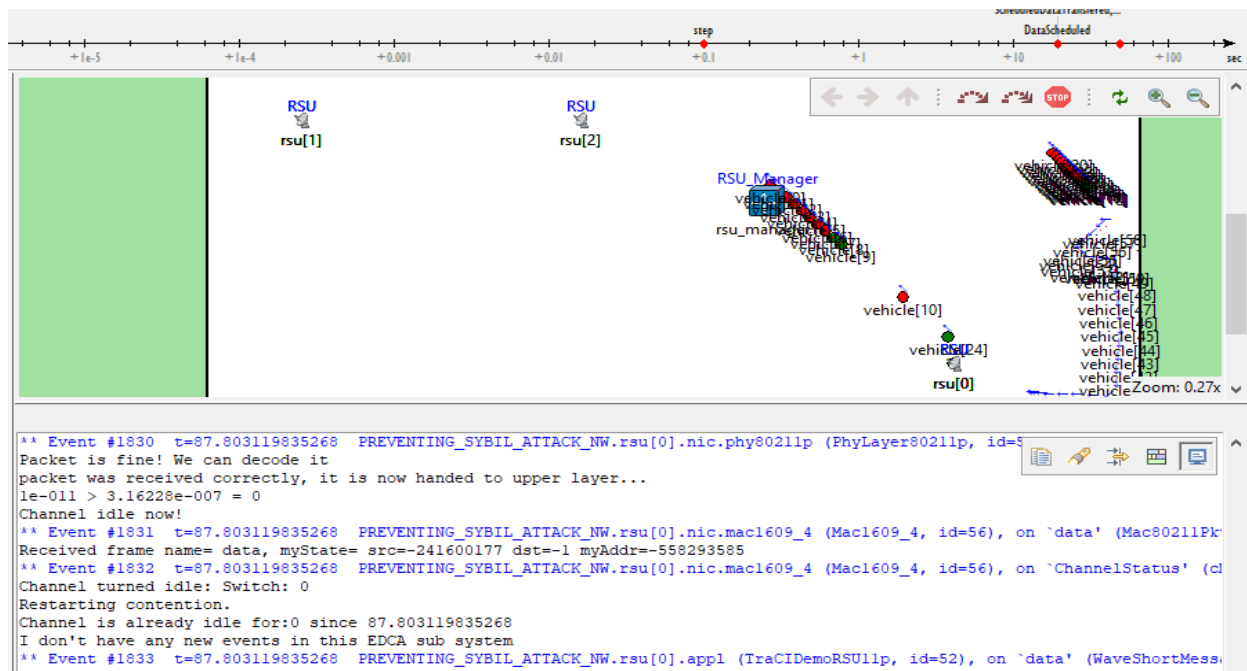 ScheduledDataTransfered,...
step
DataScheduled
+1e-5 +1e-4 +0.001 +0.01 +0.1 +1 +10 +100 sec
RSU
rsu[1]
RSU
rsu[2]
STOP
RSU_Manager
rsu_manager
vehicle[8]
vehicle[9]
vehicle[10]
vehicle[24]
rsu[0]
vehicle[48]
vehicle[47]
vehicle[46]
vehicle[45]
vehicle[44]
vehicle[43]
Zoom: 0.27x
** Event #1830 t=87.803119835268 PREVENTING_SYBIL_ATTACK_NW.rsu[0].nic.phy80211p (PhyLayer80211p, id=5
Packet is fine! We can decode it
packet was received correctly, it is now handed to upper layer...
1e-011 > 3.16228e-007 = 0
Channel idle now!
** Event #1831 t=87.803119835268 PREVENTING_SYBIL_ATTACK_NW.rsu[0].nic.mac1609_4 (Mac1609_4, id=56), on `data' (Mac80211Pk
Received frame name= data, myState= src=-241600177 dst=-1 myAddr=-558293585
** Event #1832 t=87.803119835268 PREVENTING_SYBIL_ATTACK_NW.rsu[0].nic.mac1609_4 (Mac1609_4, id=56), on `ChannelStatus' (c
Channel turned idle: Switch: 0
Restarting contention.
Channel is already idle for:0 since 87.803119835268
I don't have any new events in this EDCA sub system
** Event #1833 t=87.803119835268 PREVENTING_SYBIL_ATTACK_NW.rsu[0].appl (TraCIDemoRSU11p, id=52), on `data' (WaveShortMess